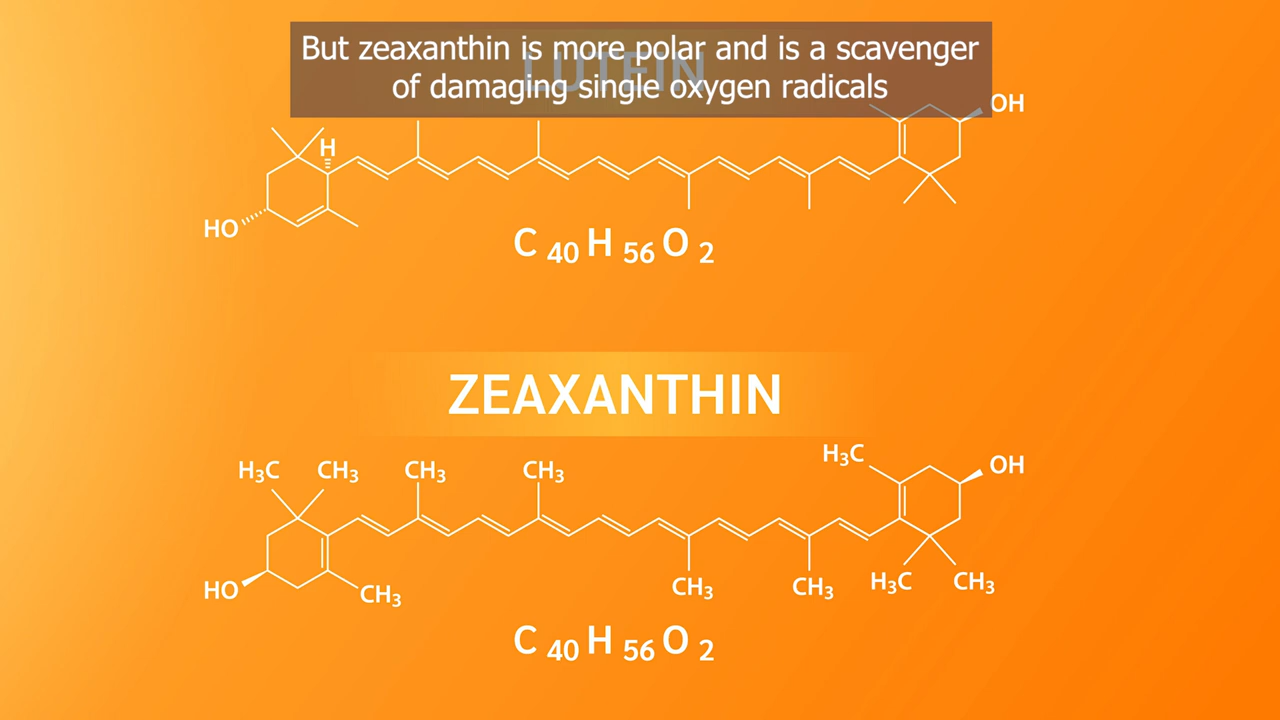 But zeaxanthin is more polar and is a scavenger
of damaging single oxygen radicals
LUTEIN
OH
H
HO
C 40 H 56 O 2
ZEAXANTHIN
H3C CH3 CH3 CH3 H3C OH
HO CH3 CH3 CH3 H3C CH3
C 40 H 56 O 2